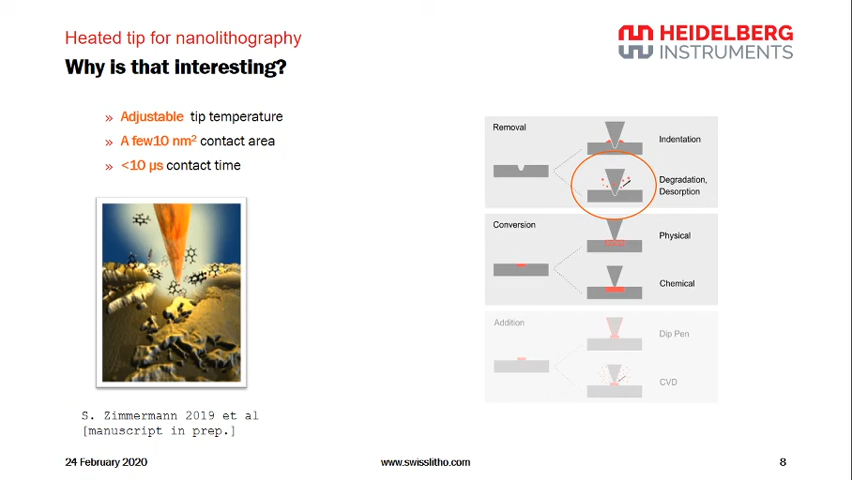 Heated tip for nanolithography
Why is that interesting?
HEIDELBERG
INSTRUMENTS
» Adjustable tip temperature
» A few10 nm² contact area
» <10 µs contact time
Removal
Indentation
Degradation,
Desorption
Conversion
Physical
Chemical
Addition
Dip Pen
CVD
S. Zimmermann 2019 et al
[manuscript in prep.]
24 February 2020
www.swisslitho.com
8